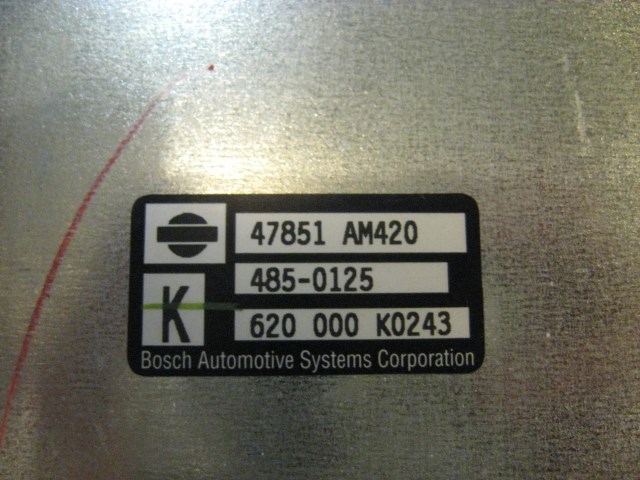 47851 AM420
485-0125
K
620 000 K0243
Bosch Automotive Systems Corporation